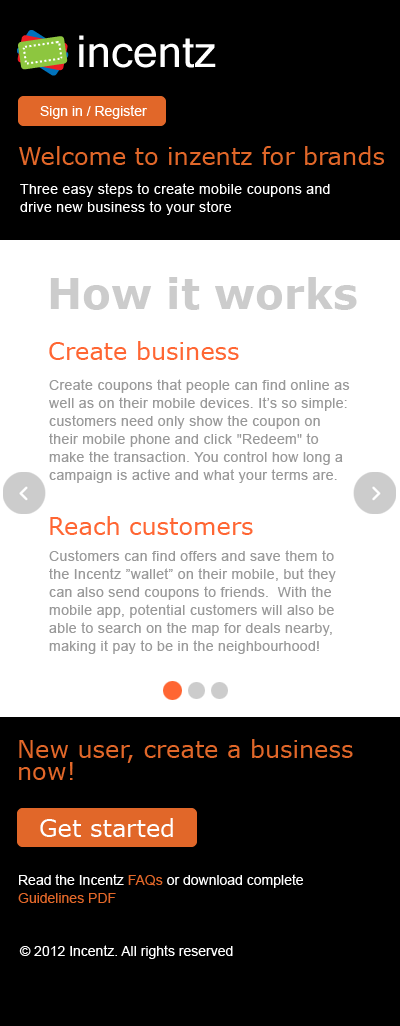 incentz
Sign in / Register
Welcome to inzentz for brands
Three easy steps to create mobile coupons and
drive new business to your store
How it works
Create business
Create coupons that people can find online as
well as on their mobile devices. It's so simple:
customers need only show the coupon on
their mobile phone and click "Redeem" to
make the transaction. You control how long a
campaign is active and what your terms are.
Reach customers
Customers can find offers and save them to
the Incentz "wallet” on their mobile, but they
can also send coupons to friends.  With the
mobile app, potential customers will also be
able to search on the map for deals nearby,
making it pay to be in the neighbourhood!
New user, create a business
now!
Get started
Read the Incentz FAQs or download complete
Guidelines PDF
© 2012 Incentz. All rights reserved